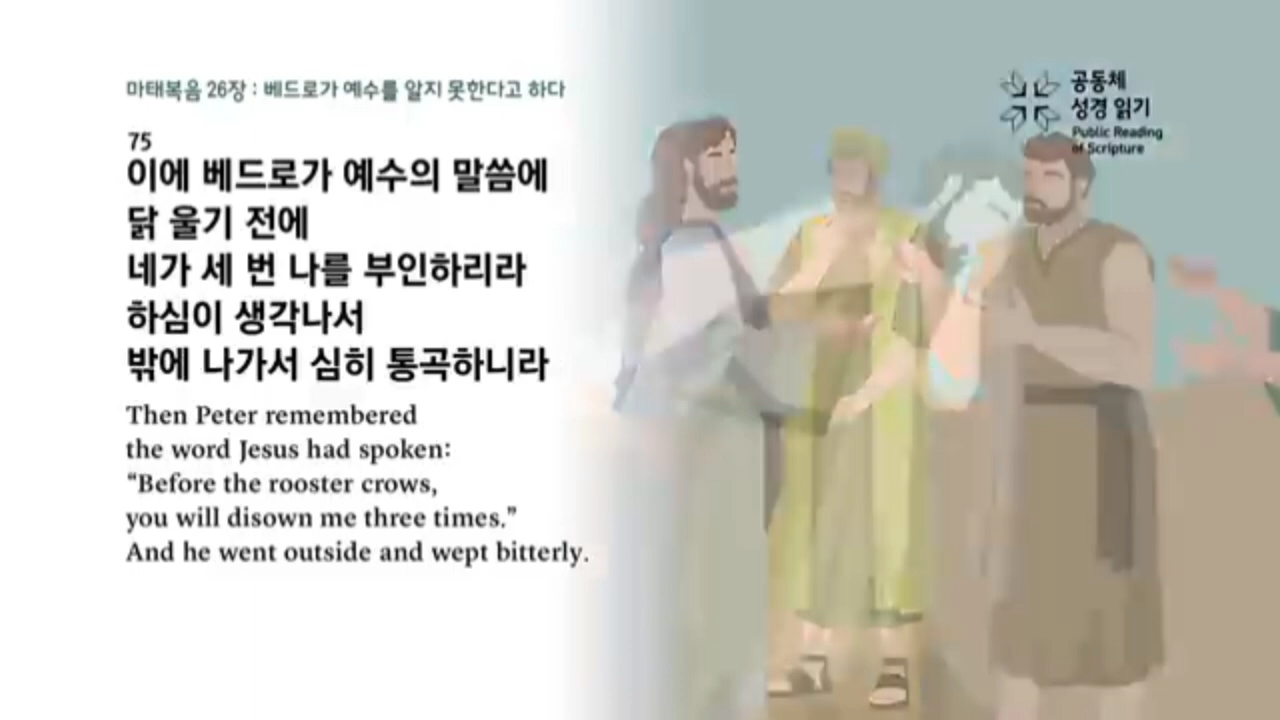 마태복음 26장 : 베드로가 예수를 알지 못한다고 하다
공동체
성경 읽기
Public Reading
of Scripture
75
이에 베드로가 예수의 말씀에
닭 울기 전에
네가 세 번 나를 부인하리라
하심이 생각나서
밖에 나가서 심히 통곡하니라
Then Peter remembered
the word Jesus had spoken:
“Before the rooster crows,
you will disown me three times.”
And he went outside and wept bitterly.